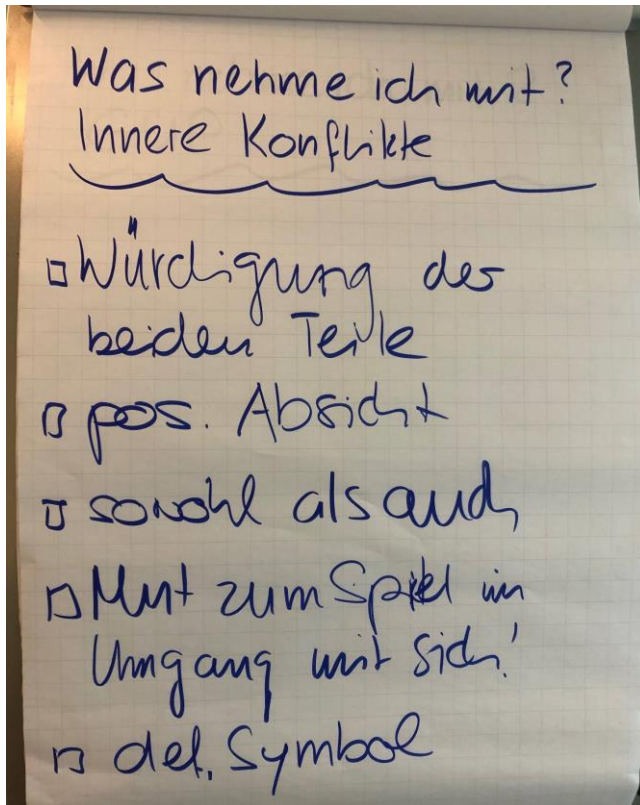 Was nehme ich mit?
Innere Konflikte
Würdigung der
beiden Teile
pos. Absicht
sowohl als auch
Mut zum Spiel im
Umgang mit sich!
def. Symbol